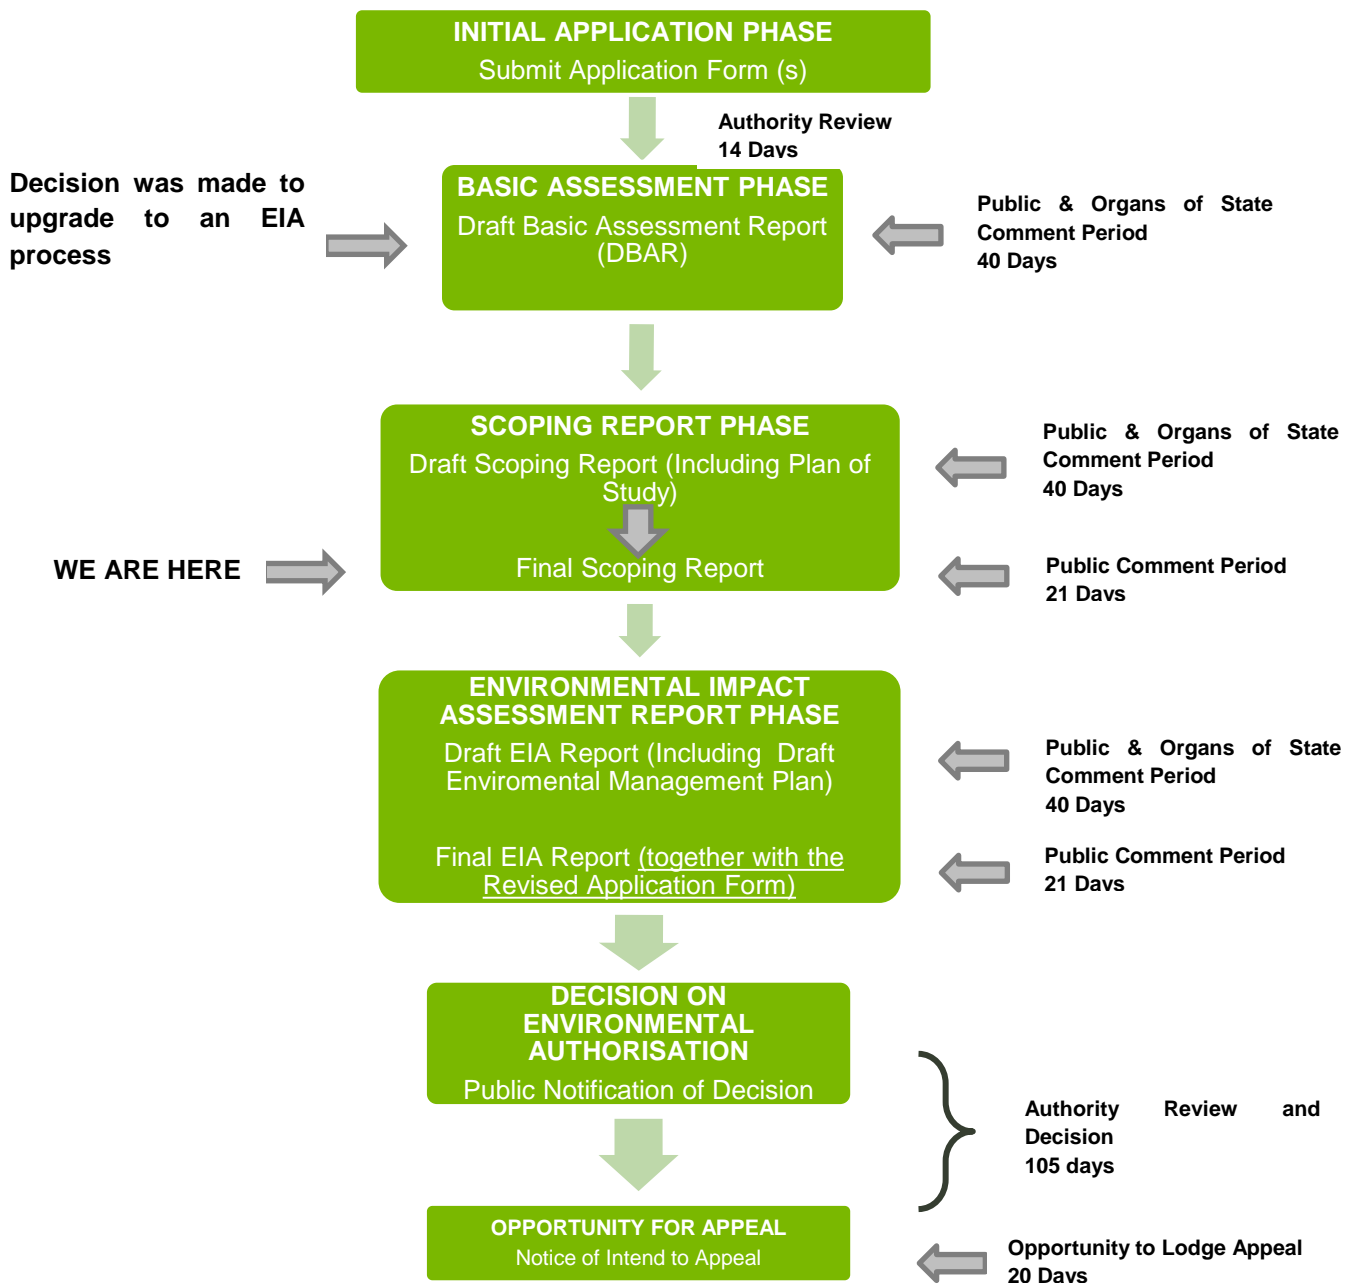 INITIAL APPLICATION PHASE
Submit Application Form (s)
Authority Review
14 Days
Decision was made to
upgrade to an EIA
process
BASIC ASSESSMENT PHASE
Draft Basic Assessment Report
(DBAR)
Public & Organs of State
Comment Period
40 Days
SCOPING REPORT PHASE
Draft Scoping Report (Including Plan of
Study)
Public & Organs of State
Comment Period
40 Days
WE ARE HERE
Final Scoping Report
Public Comment Period
21 Days
ENVIRONMENTAL IMPACT
ASSESSMENT REPORT PHASE
Draft EIA Report (Including Draft
Enviromental Management Plan)
Public & Organs of State
Comment Period
40 Days
Final EIA Report (together with the
Revised Application Form)
Public Comment Period
21 Days
DECISION ON
ENVIRONMENTAL
AUTHORISATION
Public Notification of Decision
Authority Review and
Decision
105 days
OPPORTUNITY FOR APPEAL
Notice of Intend to Appeal
Opportunity to Lodge Appeal
20 Days